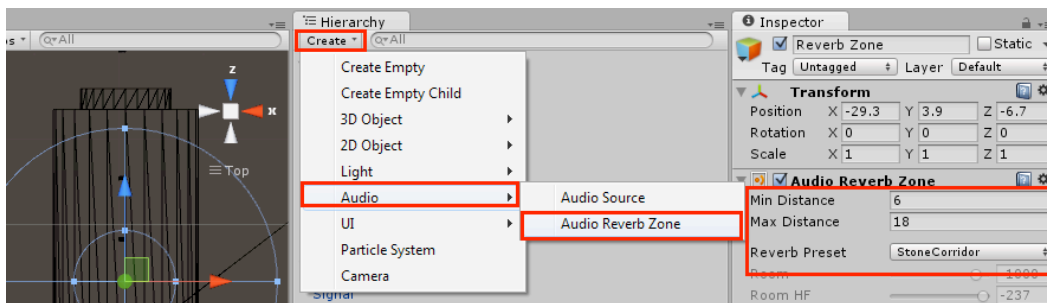 Hierarchy
Create
All
All
z
x
Top
Create Empty
Create Empty Child
3D Object
2D Object
Light
Audio
UI
Particle System
Camera
Signal
Audio Source
Audio Reverb Zone
Inspector
Reverb Zone
Static
Tag Untagged Layer Default
Transform
Position X -29.3 Y 3.9 Z -6.7
Rotation X 0 Y 0 Z 0
Scale X 1 Y 1 Z 1
Audio Reverb Zone
Min Distance 6
Max Distance 18
Reverb Preset StoneCorridor
Room -1000
Room HF -237